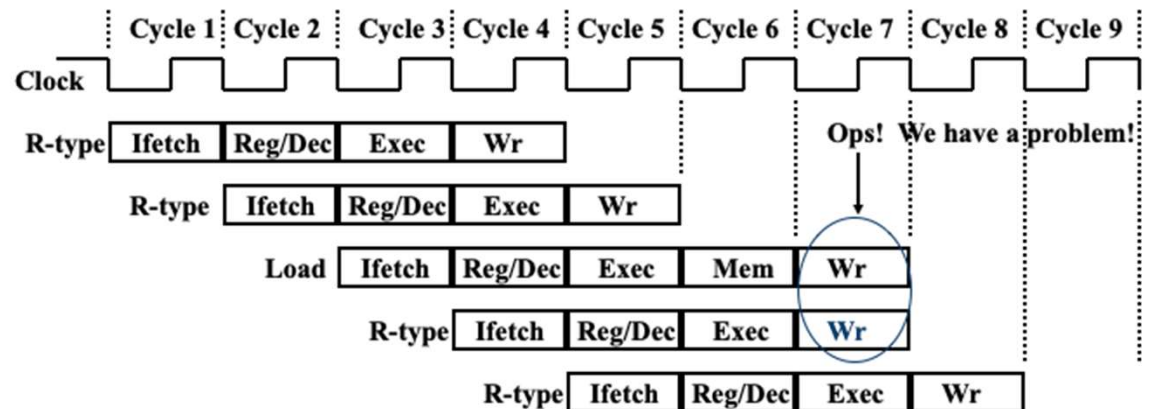 Cycle 1 Cycle 2 Cycle 3 Cycle 4 Cycle 5 Cycle 6 Cycle 7 Cycle 8 Cycle 9
Clock
R-type Ifetch Reg/Dec Exec Wr
Ops! We have a problem!
R-type Ifetch Reg/Dec Exec Wr
Load Ifetch Reg/Dec Exec Mem Wr
R-type Ifetch Reg/Dec Exec Wr
R-type Ifetch Reg/Dec Exec Wr